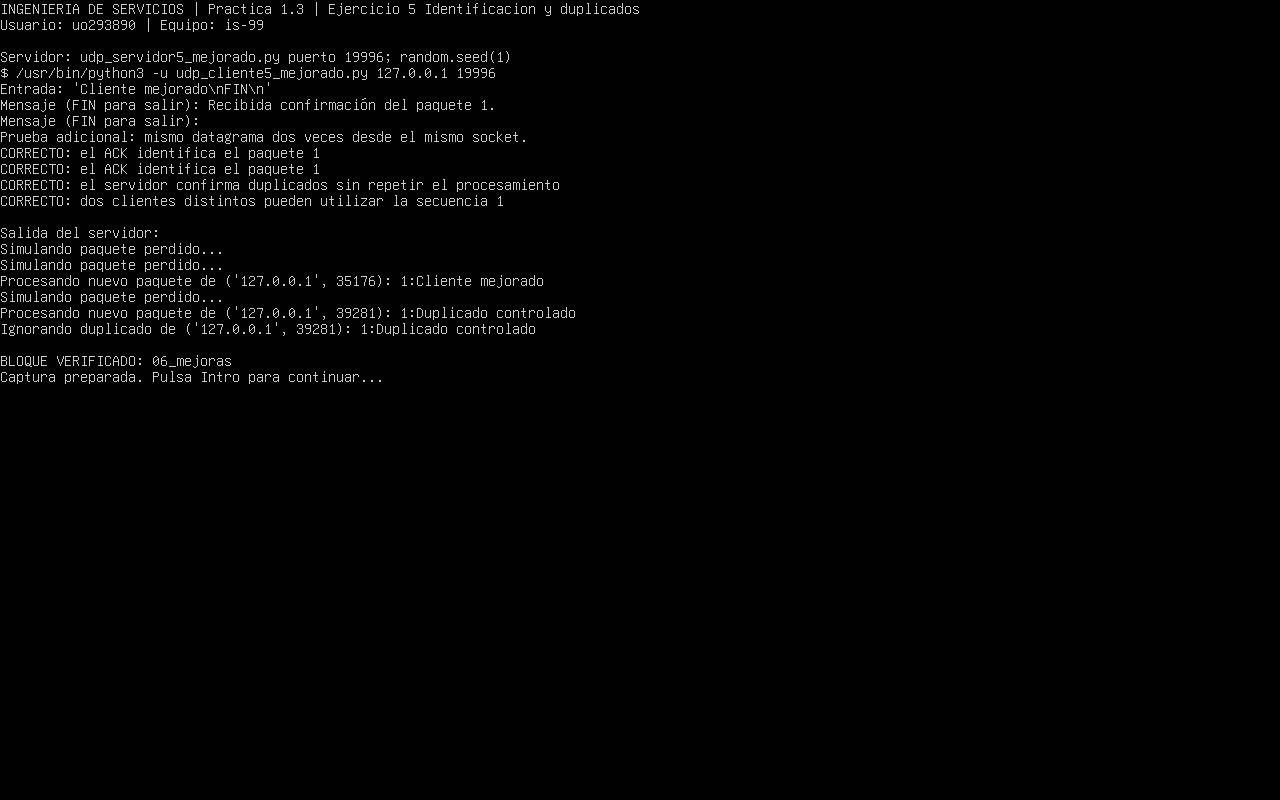 INGENIERIA DE SERVICIOS | Practica 1.3 | Ejercicio 5 Identificacion y duplicados
Usuario: uo293890 | Equipo: is-99
Servidor: udp_servidor5_mejorado.py puerto 19996; random.seed(1)
$ /usr/bin/python3 -u udp_cliente5_mejorado.py 127.0.0.1 19996
Entrada: 'Cliente mejorado\nFIN\n'
Mensaje (FIN para salir): Recibida confirmación del paquete 1.
Mensaje (FIN para salir):
Prueba adicional: mismo datagrama dos veces desde el mismo socket.
CORRECTO: el ACK identifica el paquete 1
CORRECTO: el ACK identifica el paquete 1
CORRECTO: el servidor confirma duplicados sin repetir el procesamiento
CORRECTO: dos clientes distintos pueden utilizar la secuencia 1
Salida del servidor:
Simulando paquete perdido...
Simulando paquete perdido...
Procesando nuevo paquete de ('127.0.0.1', 35176): 1:Cliente mejorado
Simulando paquete perdido...
Procesando nuevo paquete de ('127.0.0.1', 39281): 1:Duplicado controlado
Ignorando duplicado de ('127.0.0.1', 39281): 1:Duplicado controlado
BLOQUE VERIFICADO: 06_mejoras
Captura preparada. Pulsa Intro para continuar...